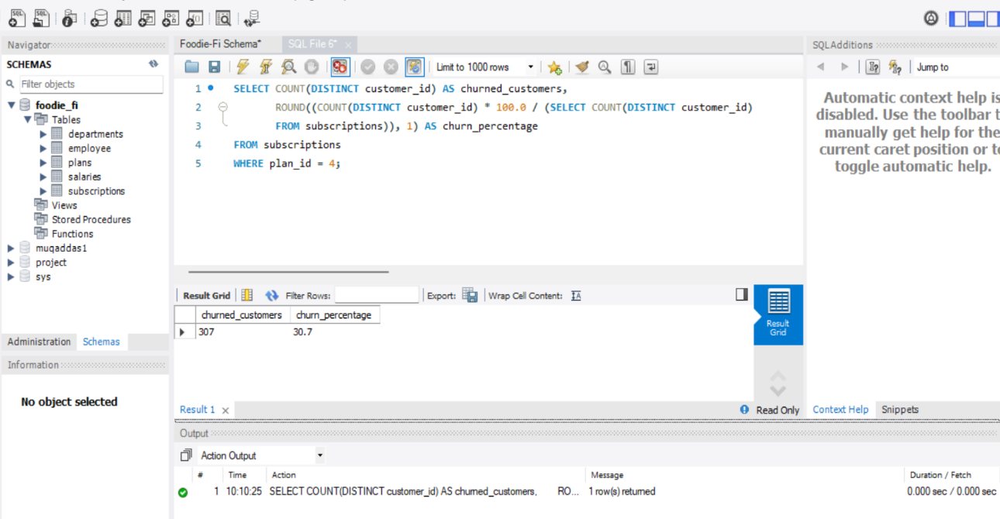 Navigator
SCHEMAS
Filter objects
foodie_fi
Tables
departments
employee
plans
salaries
subscriptions
Views
Stored Procedures
Functions
muqaddas1
project
sys
Administration Schemas
Information
No object selected
Foodie-Fi Schema* SQL File 6*
Limit to 1000 rows
1 SELECT COUNT(DISTINCT customer_id) AS churned_customers,
2 ROUND((COUNT(DISTINCT customer_id) * 100.0 / (SELECT COUNT(DISTINCT customer_id)
3 FROM subscriptions)), 1) AS churn_percentage
4 FROM subscriptions
5 WHERE plan_id = 4;
Result Grid Filter Rows: Export: Wrap Cell Content: IA
churned_customers churn_percentage
307 30.7
Result
Grid
Result 1 Read Only
Output
Action Output
# Time Action Message Duration / Fetch
1 10:10:25 SELECT COUNT(DISTINCT customer_id) AS churned_customers, RO... 1 row(s) returned 0.000 sec / 0.000 sec
SQLAdditions
Jump to
Automatic context help is
disabled. Use the toolbar t
manually get help for the
current caret position or to
toggle automatic help.
Context Help Snippets